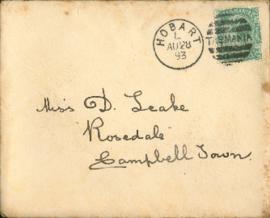 HOBART
L
AU 28
93
TASMANIA
Miss D. Leake
Rosedale
Campbell Town.